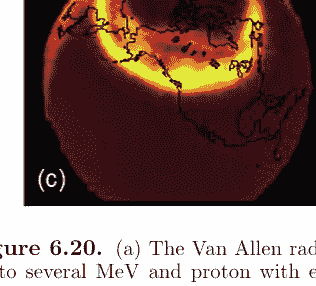 (c)
gure 6.20. (a) The Van Allen rad
to several MeV and proton with e